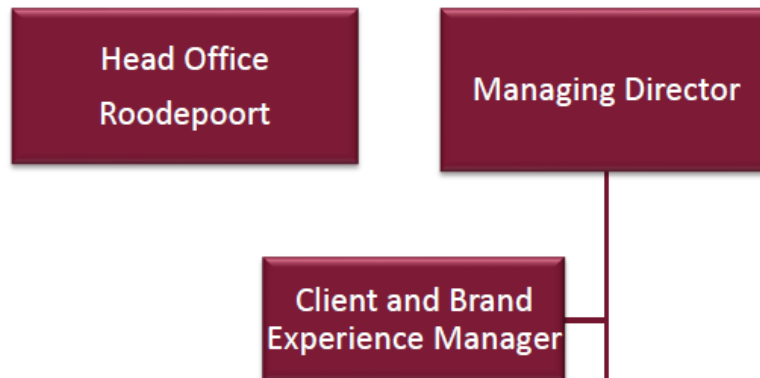 Head Office
Roodepoort
Managing Director
Client and Brand
Experience Manager